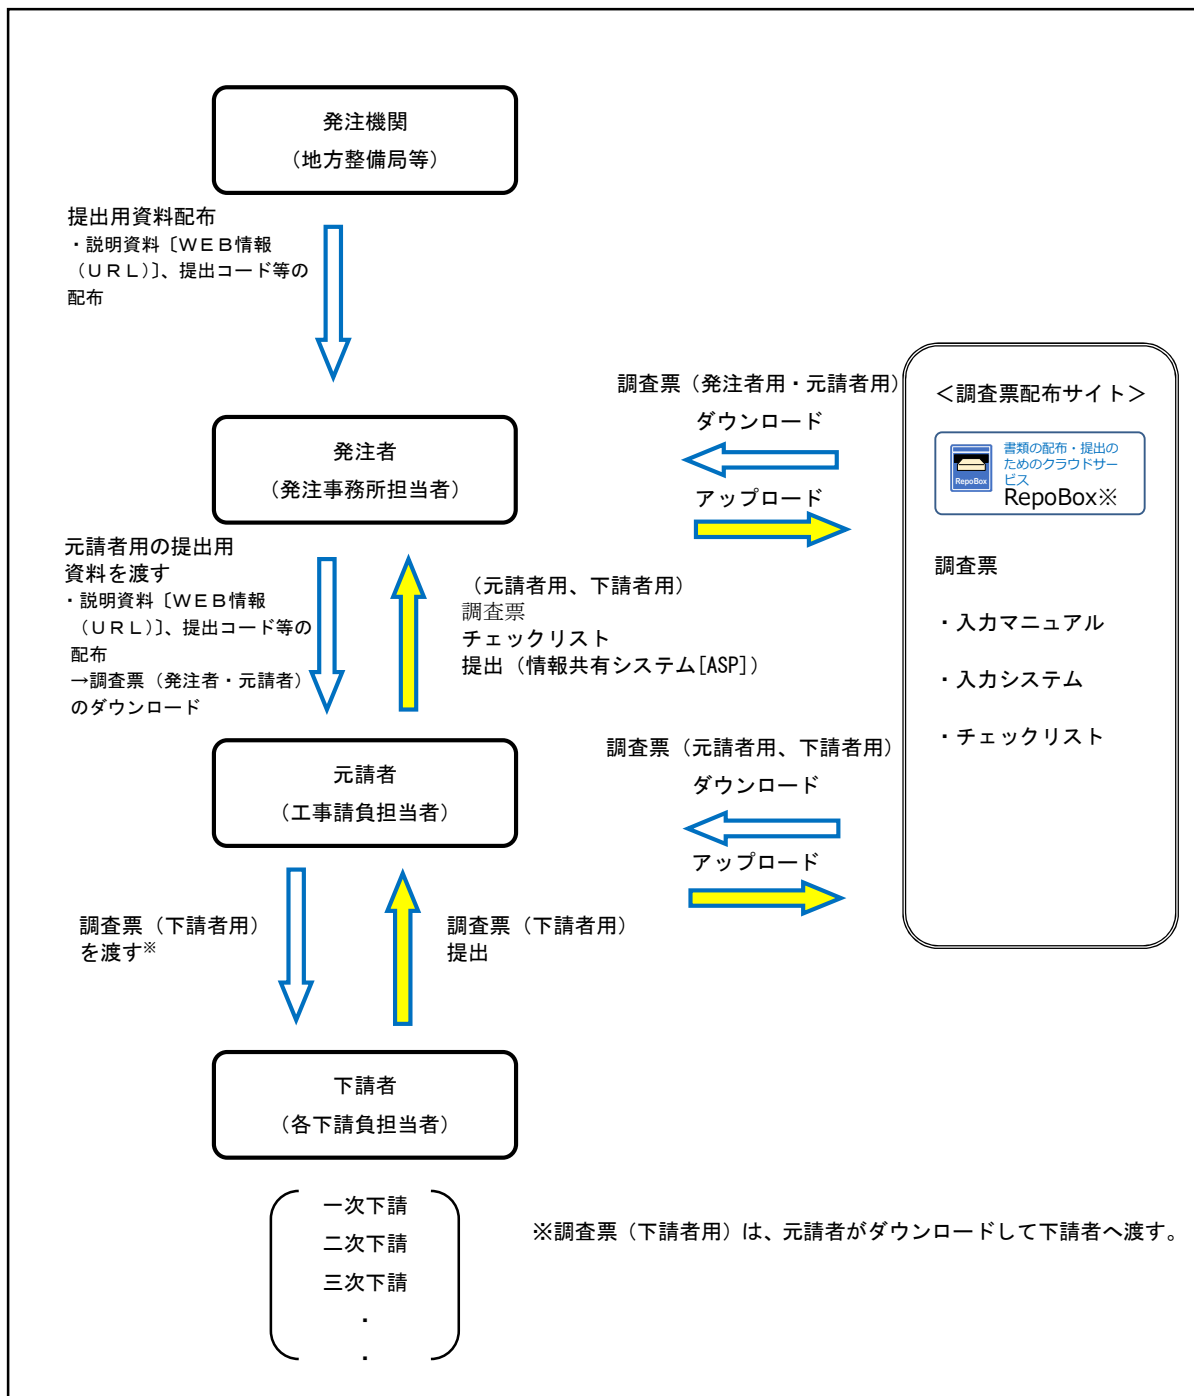 発注機関
（地方整備局等）
提出用資料配布
・説明資料〔ＷＥＢ情報
（ＵＲＬ）〕、提出コード等の
配布
発注者
（発注事務所担当者）
調査票（発注者用・元請者用）
ダウンロード
アップロード
＜調査票配布サイト＞
書類の配布・提出の
ためのクラウドサー
ビス
RepoBox
RepoBox※
調査票
・入力マニュアル
・入力システム
・チェックリスト
元請者用の提出用
資料を渡す
・説明資料〔ＷＥＢ情報
（ＵＲＬ）〕、提出コード等の
配布
→調査票（発注者・元請者）
のダウンロード
（元請者用、下請者用）
調査票
チェックリスト
提出（情報共有システム[ASP]）
元請者
（工事請負担当者）
調査票（元請者用、下請者用）
ダウンロード
アップロード
調査票（下請者用）
を渡す※
調査票（下請者用）
提出
下請者
（各下請負担当者）
一次下請
二次下請
三次下請
・
・
※調査票（下請者用）は、元請者がダウンロードして下請者へ渡す。